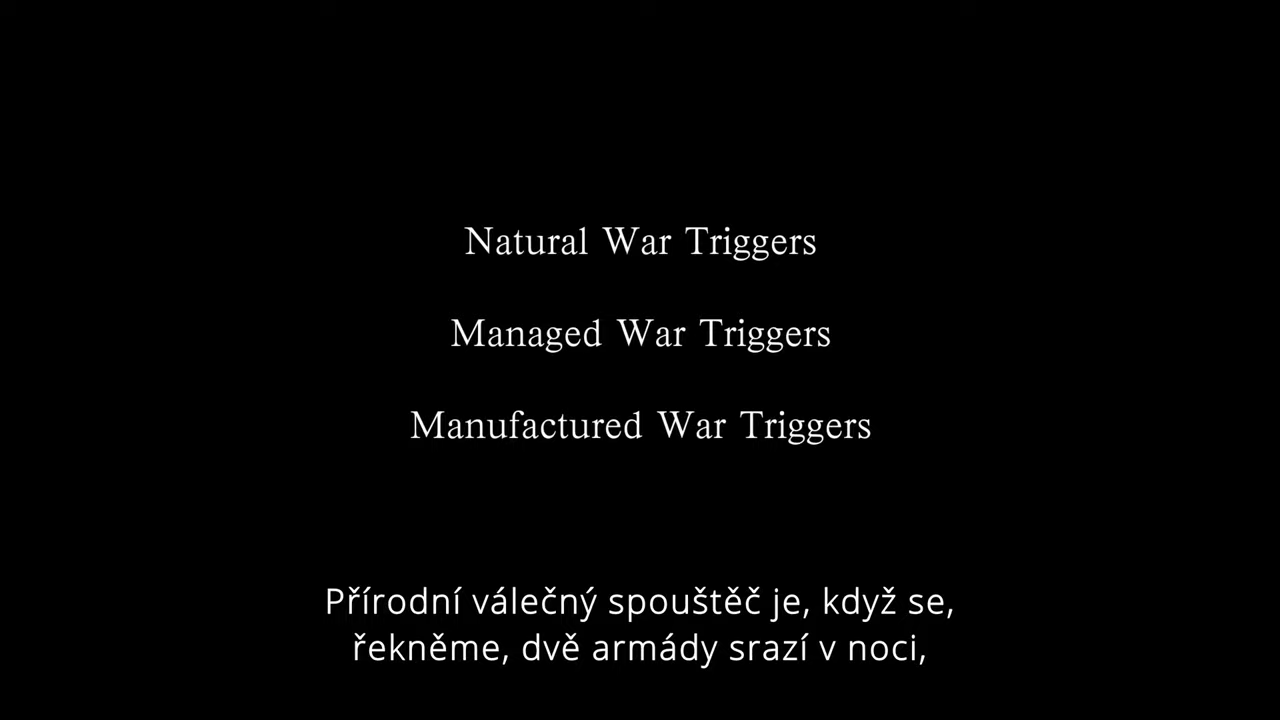 Natural War Triggers
Managed War Triggers
Manufactured War Triggers
Přírodní válečný spouštěč je, když se,
řekněme, dvě armády srazí v noci,